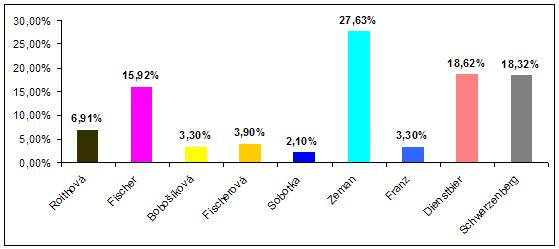 30,00%
25,00%
20,00%
15,00%
10,00%
5,00%
0,00%
6,91%
15,92%
3,30%
3,90%
2,10%
27,63%
3,30%
18,62%
18,32%
Roithová
Fischer
Bobošíková
Fischerová
Sobotka
Zeman
Franz
Dienstbier
Schwarzenberg